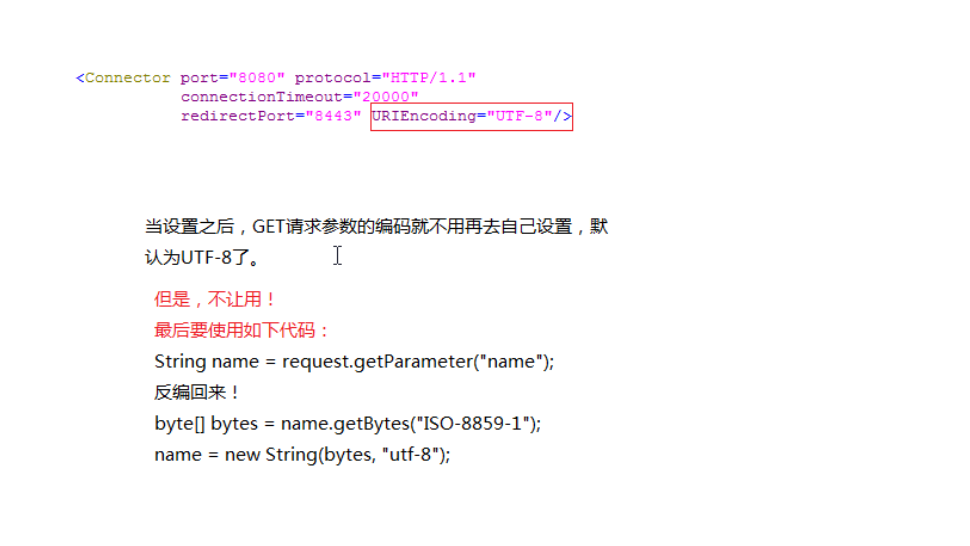 <Connector port="8080" protocol="HTTP/1.1"
connectionTimeout="20000"
redirectPort="8443" URIEncoding="UTF-8"/>
当设置之后，GET请求参数的编码就不用再去自己设置，默
认为UTF-8了。
但是，不让用！
最后要使用如下代码：
String name = request.getParameter("name");
反编回来！
byte[] bytes = name.getBytes("ISO-8859-1");
name = new String(bytes, "utf-8");